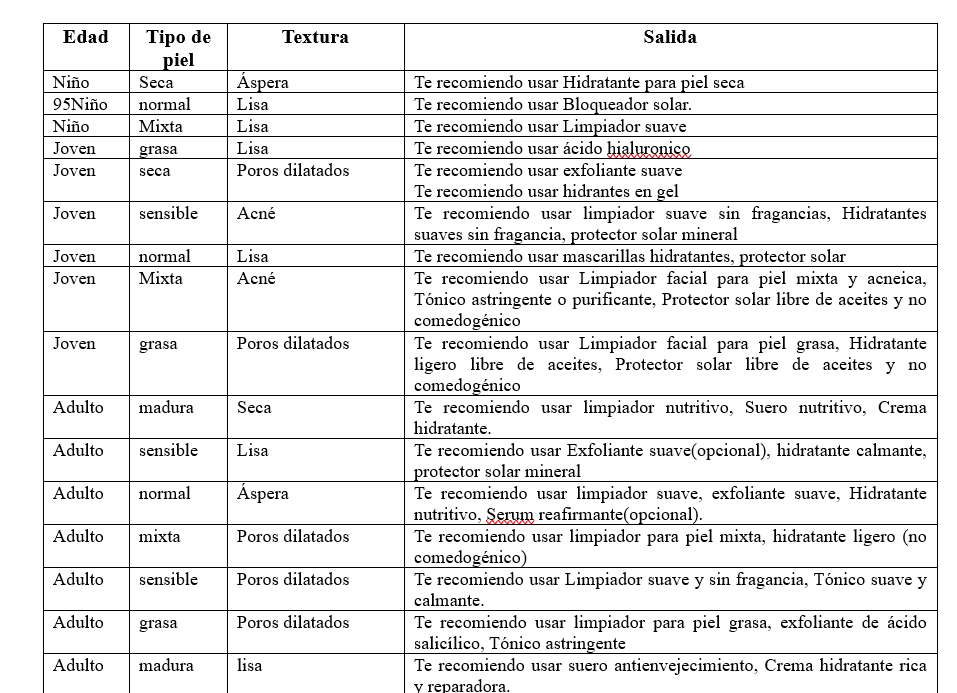 Edad Tipo de piel Textura Salida
Niño Seca Áspera Te recomiendo usar Hidratante para piel seca
95Niño normal Lisa Te recomiendo usar Bloqueador solar.
Niño Mixta Lisa Te recomiendo usar Limpiador suave
Joven grasa Lisa Te recomiendo usar ácido hialuronico
Joven seca Poros dilatados Te recomiendo usar exfoliante suave
Te recomiendo usar hidrantes en gel
Joven sensible Acné Te recomiendo usar limpiador suave sin fragancias, Hidratantes
suaves sin fragancia, protector solar mineral
Joven normal Lisa Te recomiendo usar mascarillas hidratantes, protector solar
Joven Mixta Acné Te recomiendo usar Limpiador facial para piel mixta y acneica,
Tónico astringente o purificante, Protector solar libre de aceites y no
comedogénico
Joven grasa Poros dilatados Te recomiendo usar Limpiador facial para piel grasa, Hidratante
ligero libre de aceites, Protector solar libre de aceites y no
comedogénico
Adulto madura Seca Te recomiendo usar limpiador nutritivo, Suero nutritivo, Crema
hidratante.
Adulto sensible Lisa Te recomiendo usar Exfoliante suave(opcional), hidratante calmante,
protector solar mineral
Adulto normal Áspera Te recomiendo usar limpiador suave, exfoliante suave, Hidratante
nutritivo, Serum reafirmante(opcional).
Adulto mixta Poros dilatados Te recomiendo usar limpiador para piel mixta, hidratante ligero (no
comedogénico)
Adulto sensible Poros dilatados Te recomiendo usar Limpiador suave y sin fragancia, Tónico suave y
calmante.
Adulto grasa Poros dilatados Te recomiendo usar limpiador para piel grasa, exfoliante de ácido
salicílico, Tónico astringente
Adulto madura lisa Te recomiendo usar suero antienvejecimiento, Crema hidratante rica
y reparadora.